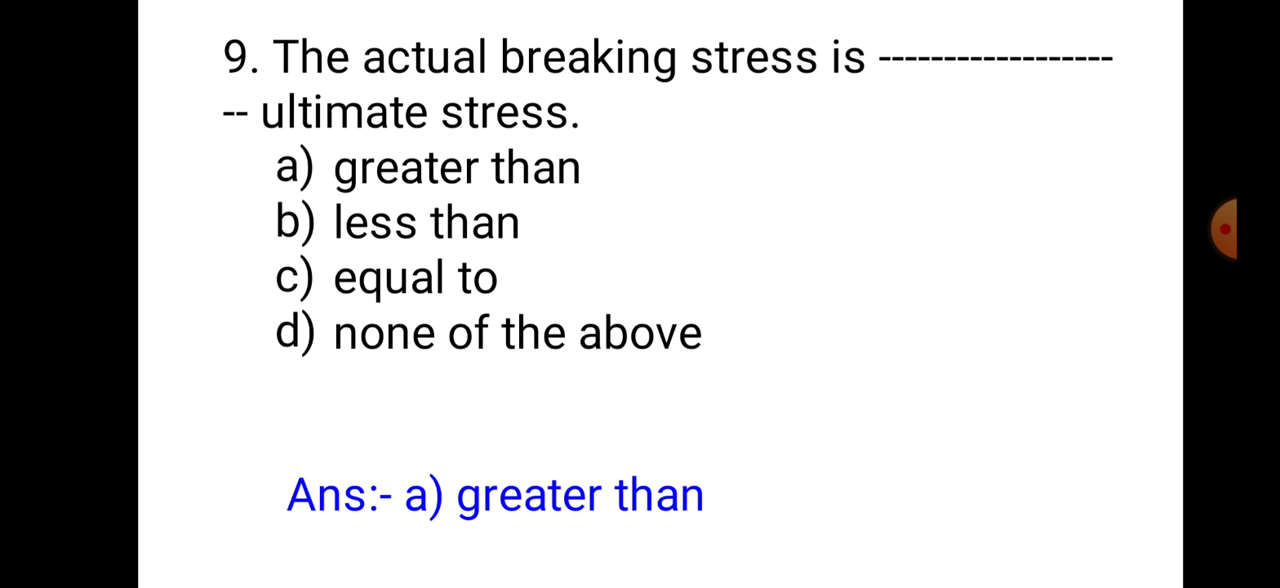 9. The actual breaking stress is ------------------
-- ultimate stress.
a) greater than
b) less than
c) equal to
d) none of the above
Ans:- a) greater than